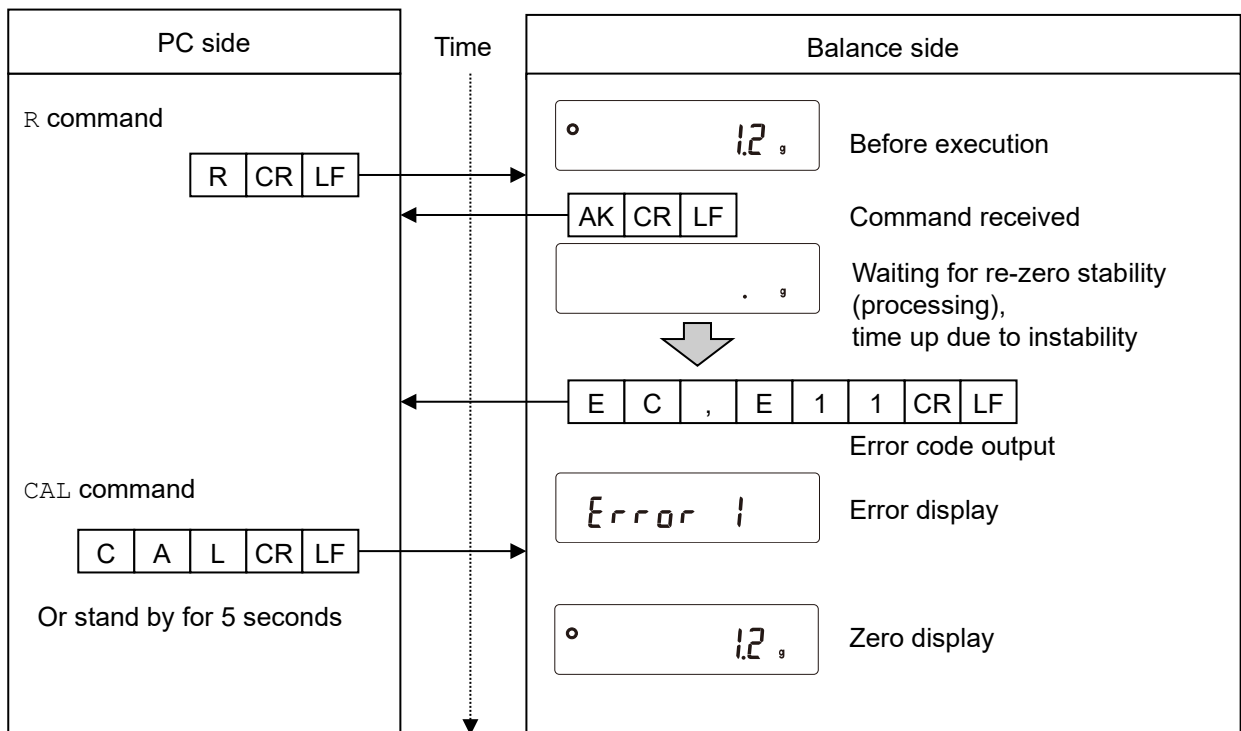 PC side
Time
Balance side
R command
1.2 g
Before execution
R CR LF
AK CR LF
Command received
. g
Waiting for re-zero stability
(processing),
time up due to instability
E C , E 1 1 CR LF
Error code output
CAL command
Error 1
Error display
C A L CR LF
Or stand by for 5 seconds
1.2 g
Zero display